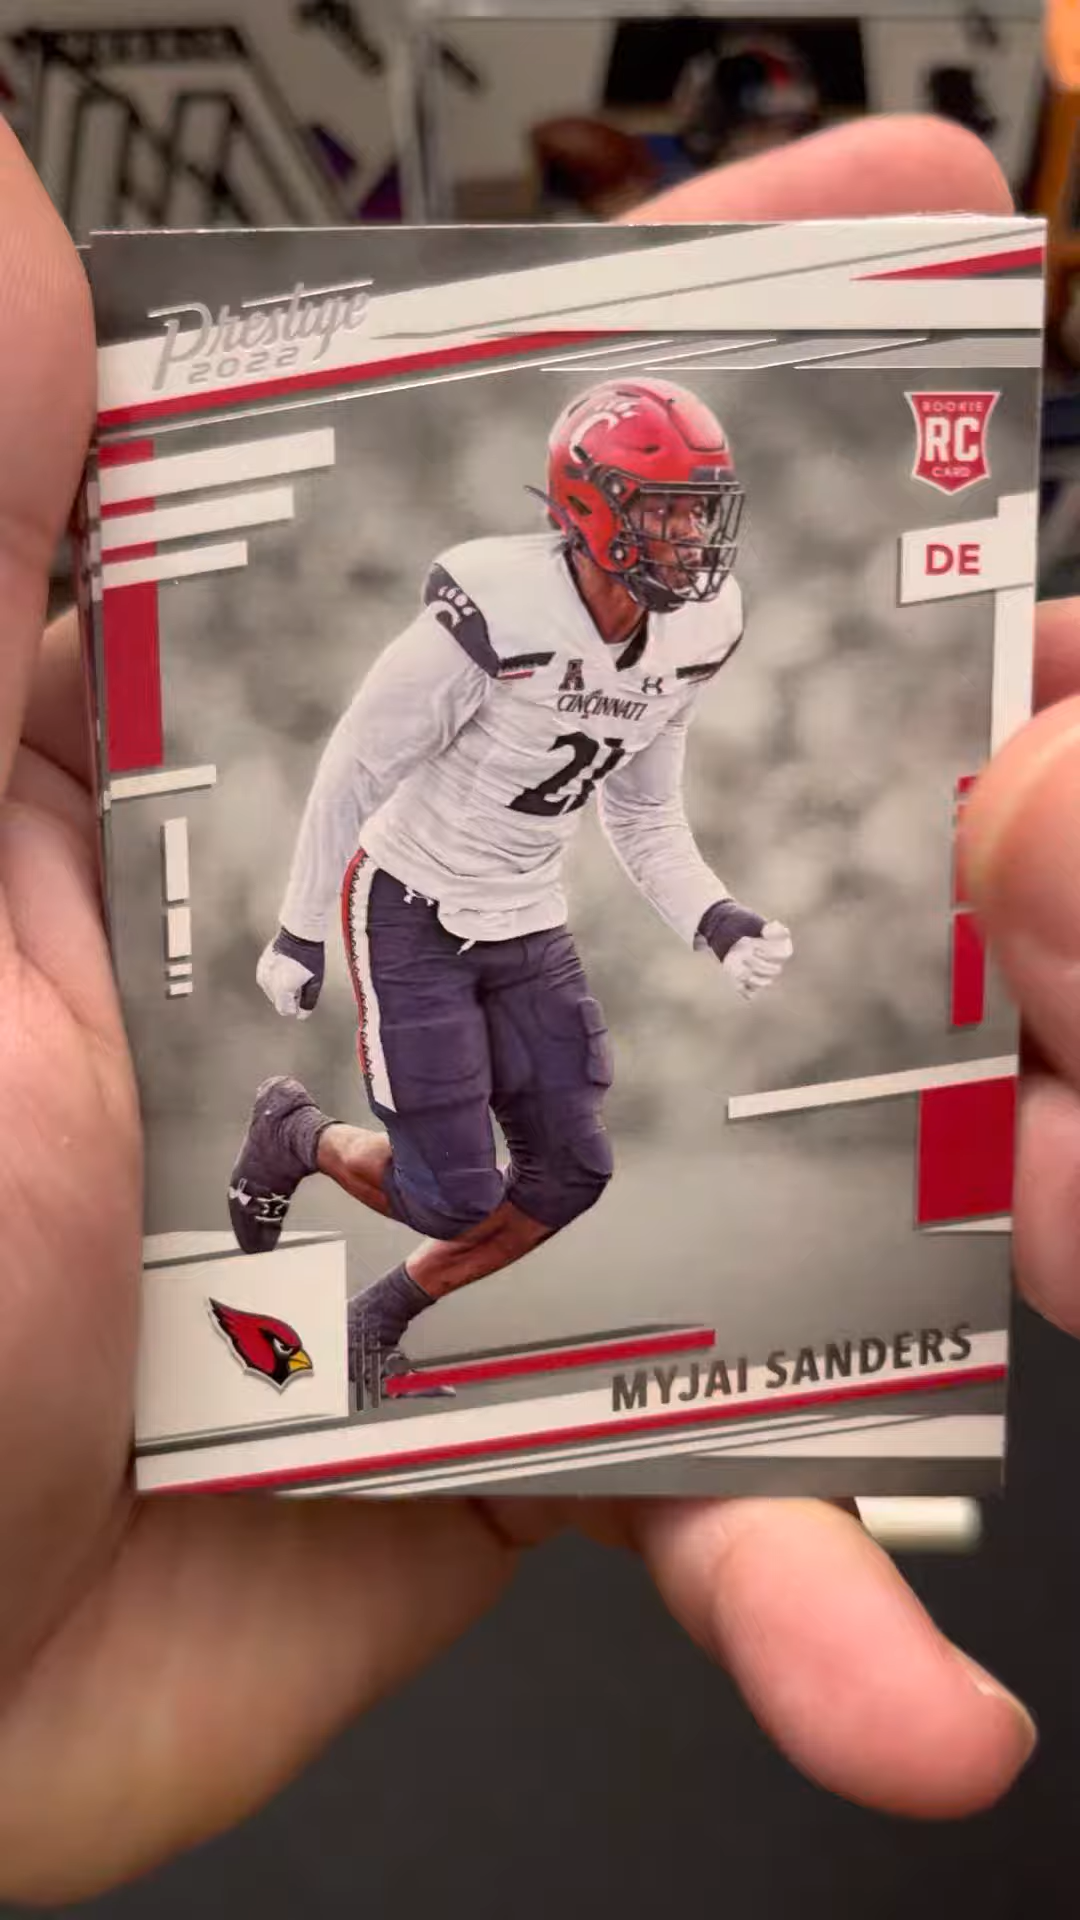 Prestige
2022
ROOKIE
RC
CARD
DE
A
CINCINNATI
21
MYJAI SANDERS